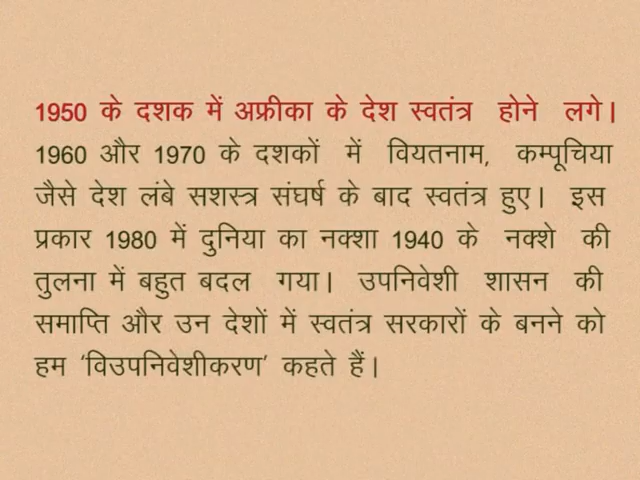 1950 के दशक में अफ्रीका के देश स्वतंत्र होने लगे।
1960 और 1970 के दशकों में वियतनाम, कम्पूचिया
जैसे देश लंबे सशस्त्र संघर्ष के बाद स्वतंत्र हुए। इस
प्रकार 1980 में दुनिया का नक्शा 1940 के नक्शे की
तुलना में बहुत बदल गया। उपनिवेशी शासन की
समाप्ति और उन देशों में स्वतंत्र सरकारों के बनने को
हम ‘विउपनिवेशीकरण’ कहते हैं।